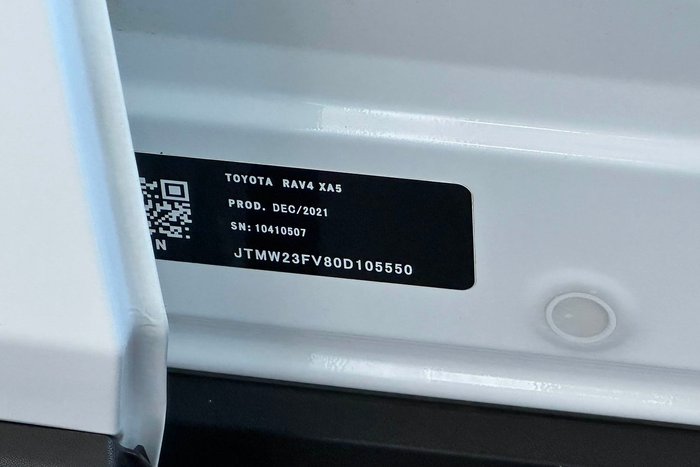 TOYOTA RAV4 XA5
PROD. DEC/2021
SN: 10410507
N
JTMW23FV80D105550